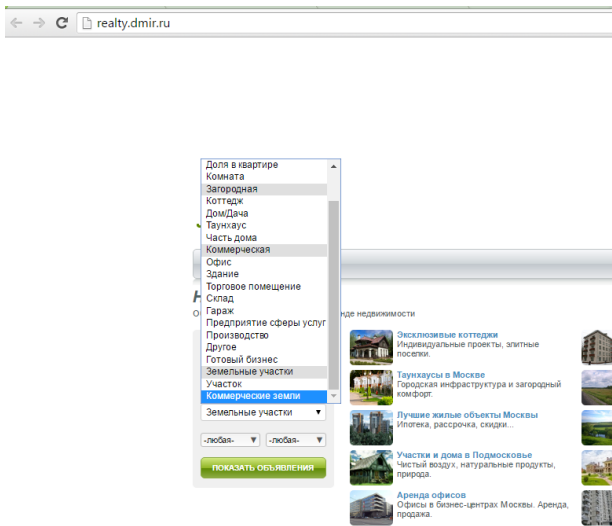 realty.dmir.ru
Доля в квартире
Комната
Загородная
Коттедж
Дом/Дача
Таунхаус
Часть дома
Коммерческая
Офис
Здание
Торговое помещение
Склад
Гараж
Предприятие сферы услуг
Производство
Другое
Готовый бизнес
Земельные участки
Участок
Коммерческие земли
Земельные участки
-любая-
-любая-
ПОКАЗАТЬ ОБЪЯВЛЕНИЯ
недвижимости
Эксклюзивные коттеджи
Индивидуальные проекты, элитные
поселки.
Таунхаусы в Москве
Городская инфраструктура и загородный
комфорт.
Лучшие жилые объекты Москвы
Ипотека, рассрочка, скидки...
Участки и дома в Подмосковье
Чистый воздух, натуральные продукты,
природа.
Аренда офисов
Офисы в бизнес-центрах Москвы. Аренда,
продажа.